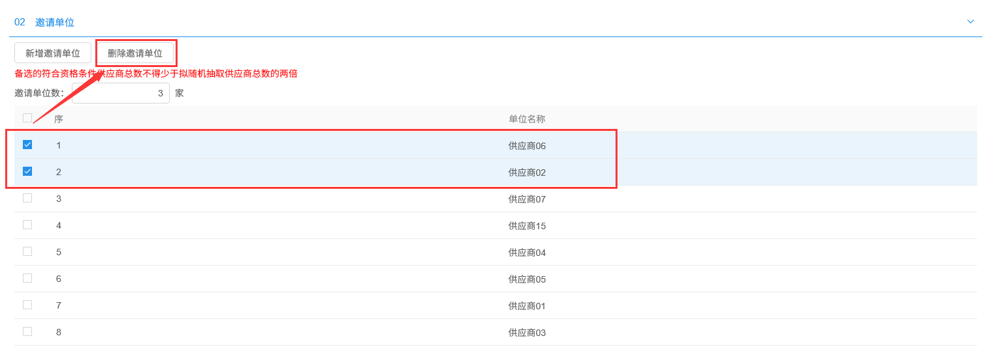 02 邀请单位
新增邀请单位 删除邀请单位
备选的符合资格条件供应商总数不得少于拟随机抽取供应商总数的两倍
邀请单位数: 3 家
序 单位名称
1 供应商06
2 供应商02
3 供应商07
4 供应商15
5 供应商04
6 供应商05
7 供应商01
8 供应商03